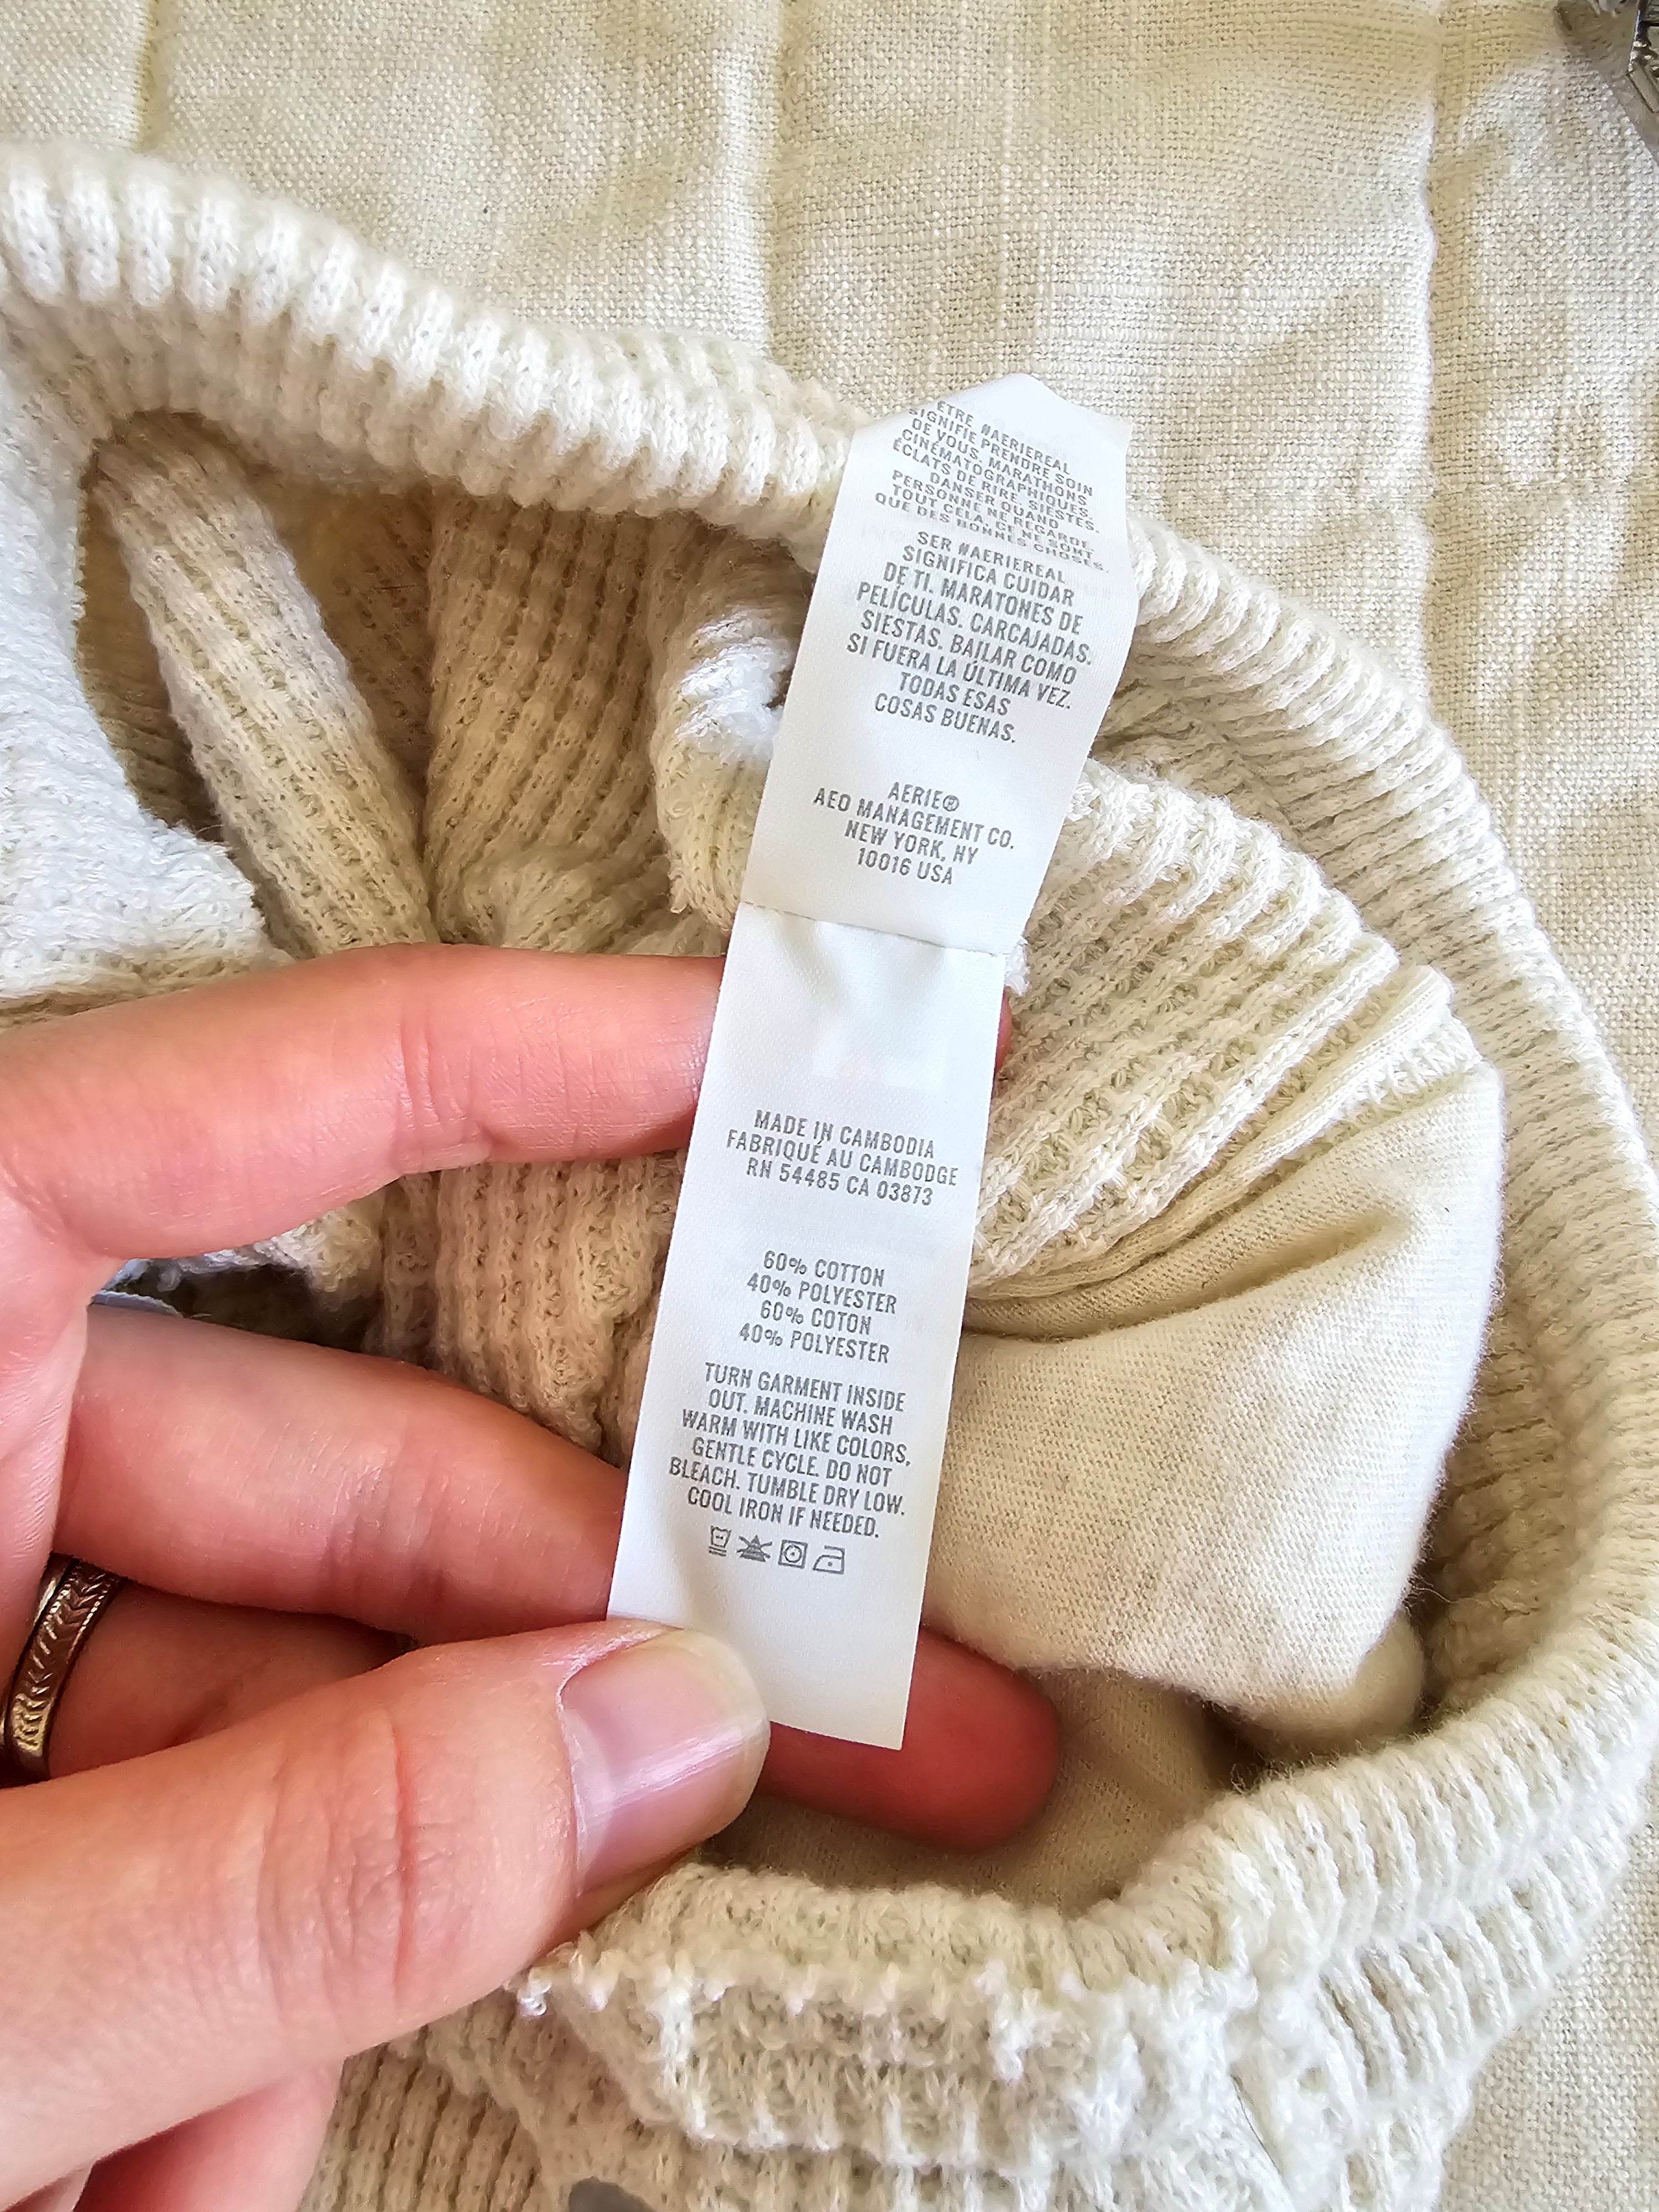 ÊTRE #AERIEREAL
SIGNIFIE PRENDRE SOIN
DE VOUS. MARATHONS
CINÉMATOGRAPHIQUES.
ÉCLATS DE RIRE. SIESTES.
DANSER QUAND
PERSONNE NE REGARDE.
TOUT CELA, CE NE SONT
QUE DES BONNES CHOSES.
SER #AERIEREAL
SIGNIFICA CUIDAR
DE TI. MARATONES DE
PELÍCULAS. CARCAJADAS.
SIESTAS. BAILAR COMO
SI FUERA LA ÚLTIMA VEZ.
TODAS ESAS
COSAS BUENAS.
AERIE®
AEO MANAGEMENT CO.
NEW YORK, NY
10016 USA
MADE IN CAMBODIA
FABRIQUÉ AU CAMBODGE
RN 54485 CA 03873
60% COTTON
40% POLYESTER
60% COTON
40% POLYESTER
TURN GARMENT INSIDE
OUT. MACHINE WASH
WARM WITH LIKE COLORS,
GENTLE CYCLE. DO NOT
BLEACH. TUMBLE DRY LOW.
COOL IRON IF NEEDED.